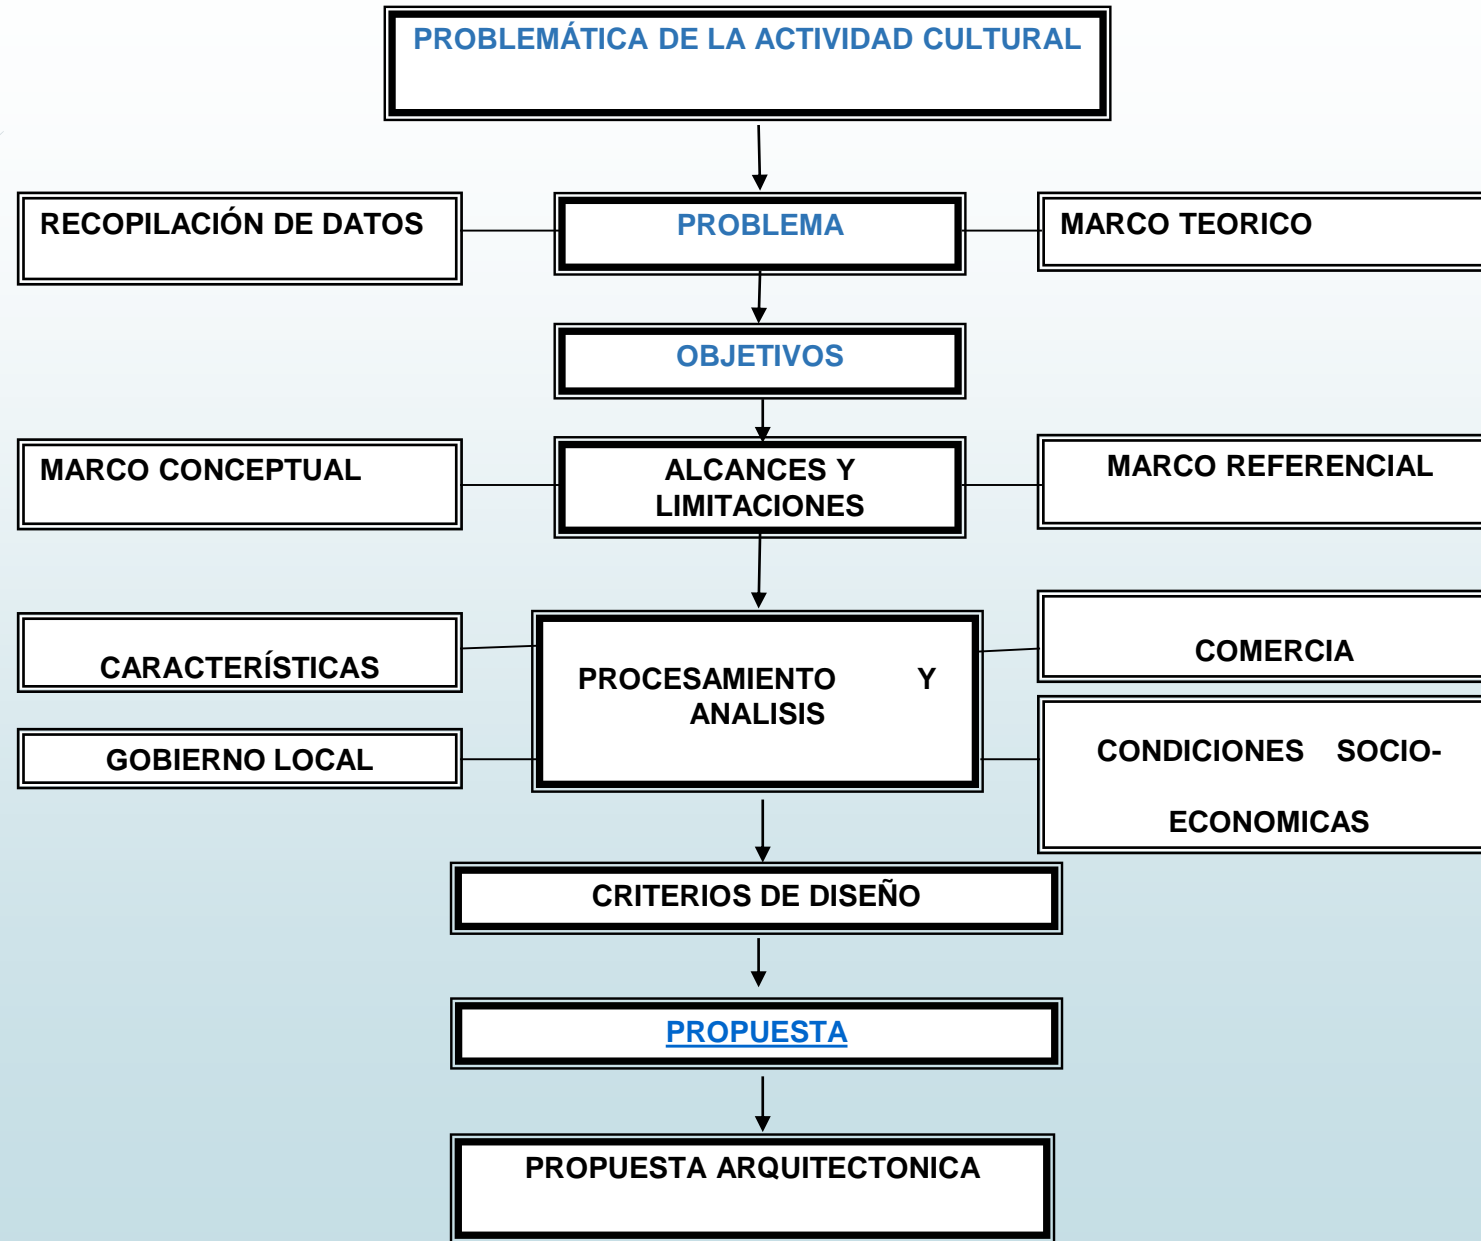 PROBLEMÁTICA DE LA ACTIVIDAD CULTURAL
RECOPILACIÓN DE DATOS
PROBLEMA
MARCO TEORICO
OBJETIVOS
MARCO CONCEPTUAL
ALCANCES Y
LIMITACIONES
MARCO REFERENCIAL
CARACTERÍSTICAS
PROCESAMIENTO Y
ANALISIS
COMERCIA
GOBIERNO LOCAL
CONDICIONES SOCIO-
ECONOMICAS
CRITERIOS DE DISEÑO
PROPUESTA
PROPUESTA ARQUITECTONICA